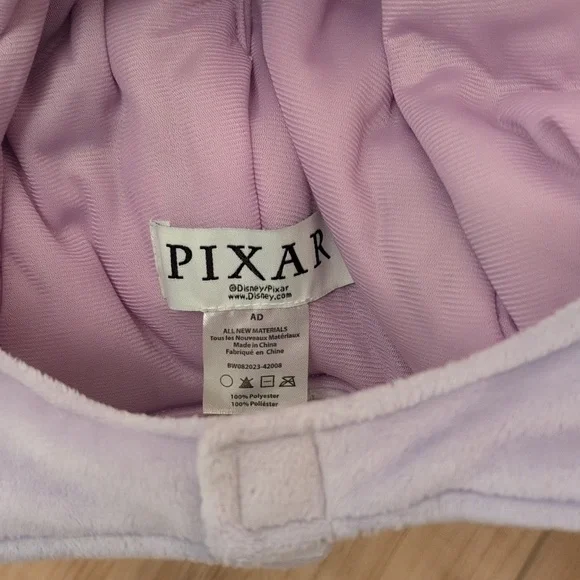 PIXAR
©Disney/Pixar
www.Disney.com
AD
ALL NEW MATERIALS
Tous les Nouveaux Matériaux
Made in China
Fabriqué en Chine
BW082023-42008
100% Polyester
100% Poliéster